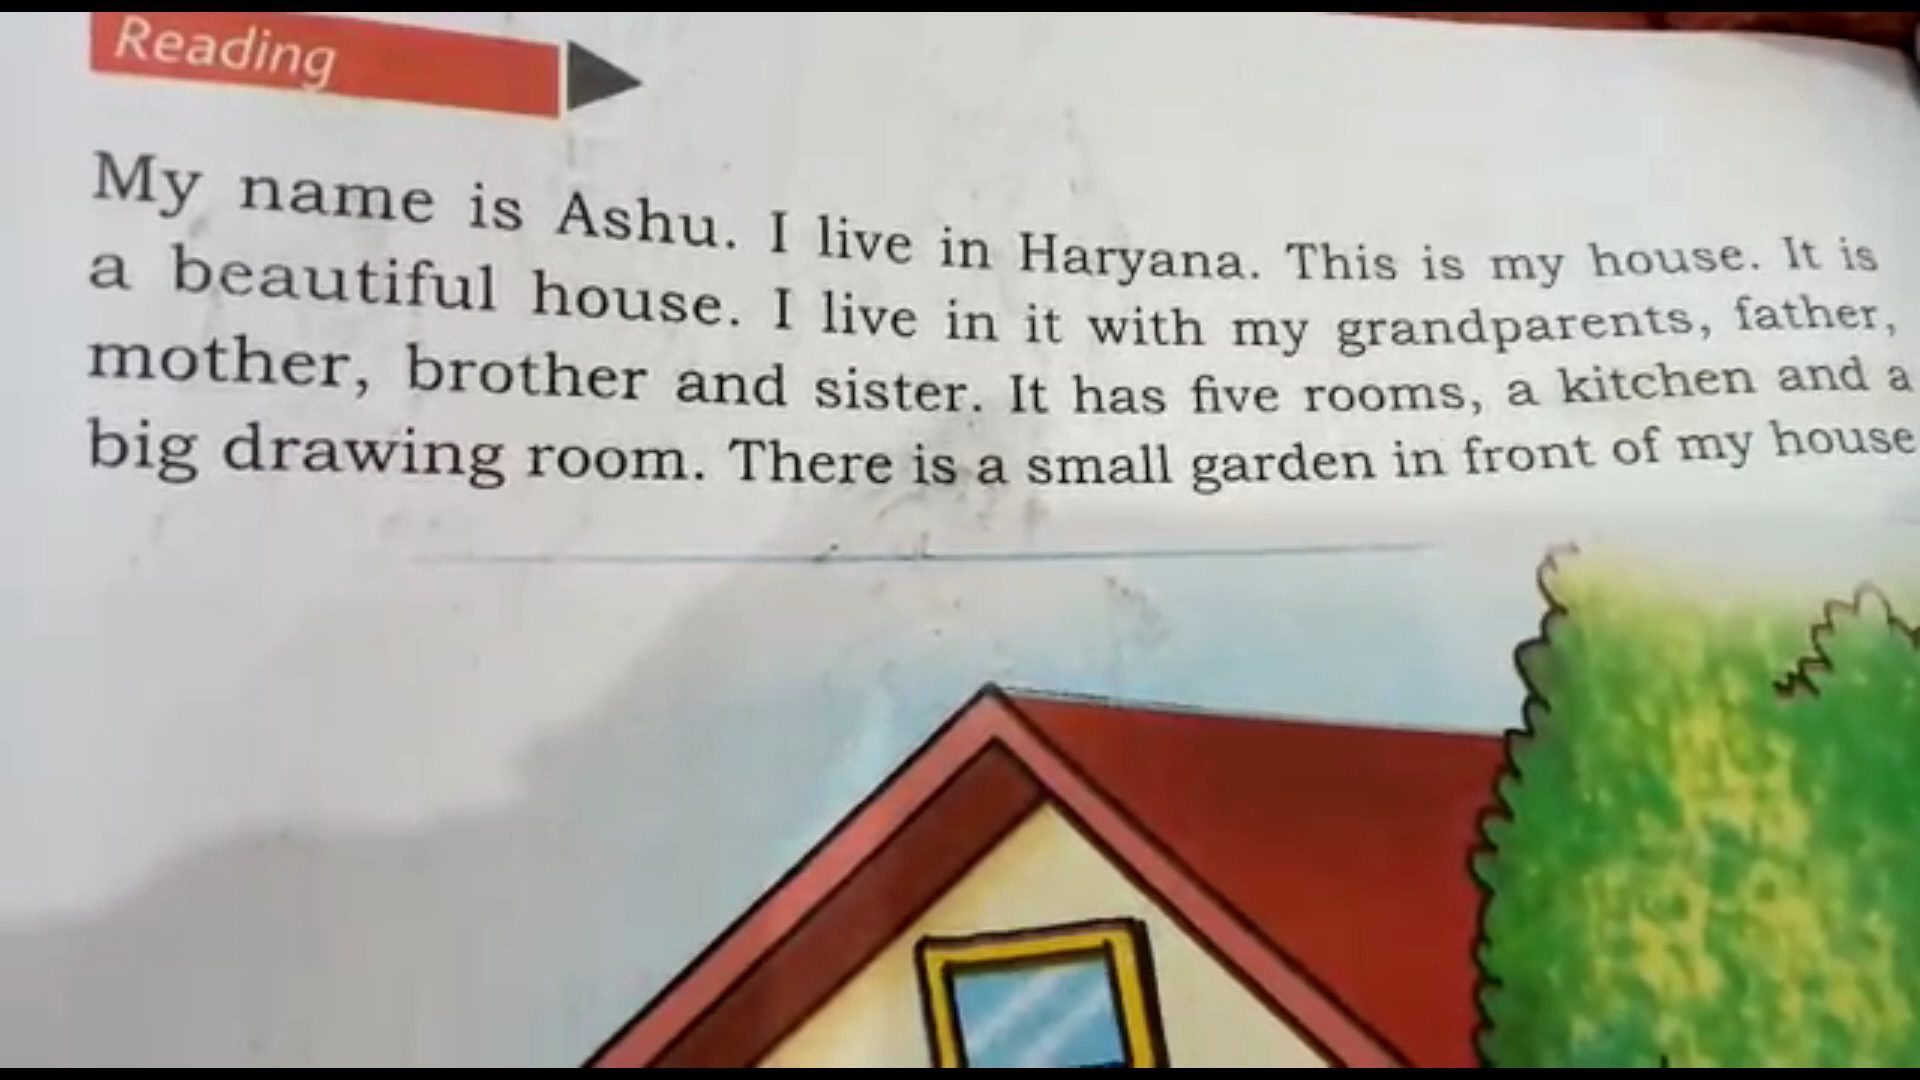 Reading
My name is Ashu. I live in Haryana. This is my house. It is
a beautiful house. I live in it with my grandparents, father,
mother, brother and sister. It has five rooms, a kitchen and a
big drawing room. There is a small garden in front of my house